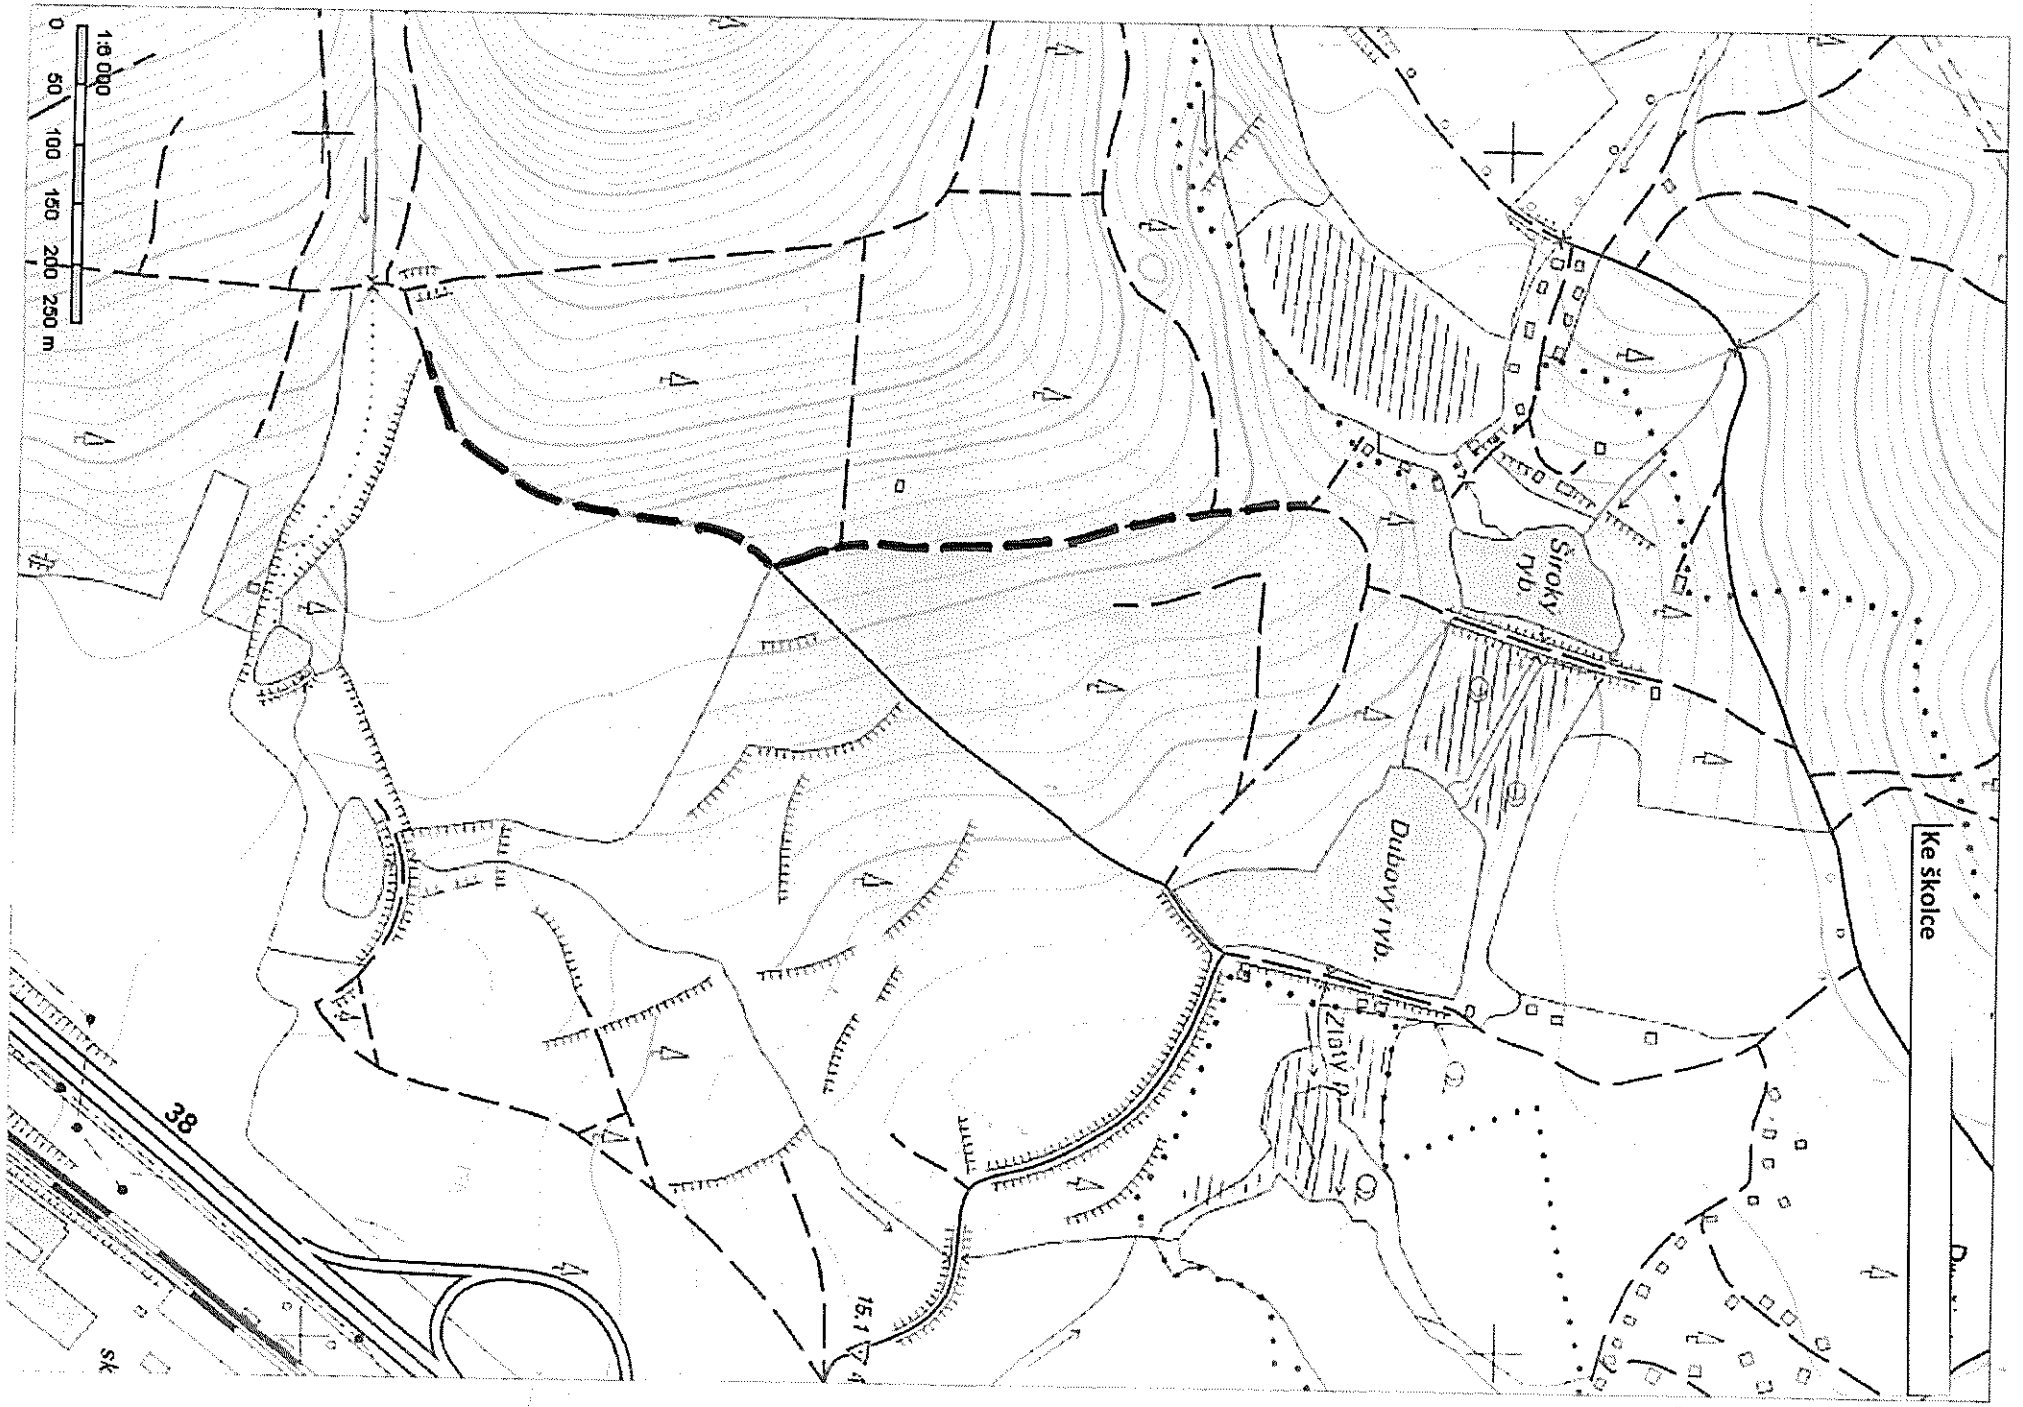 Ke školce
1:6 000
0 50 100 150 200 250 m
Široký
ryb.
Dubový ryb.
Zlatý p.
38
15.1
sk